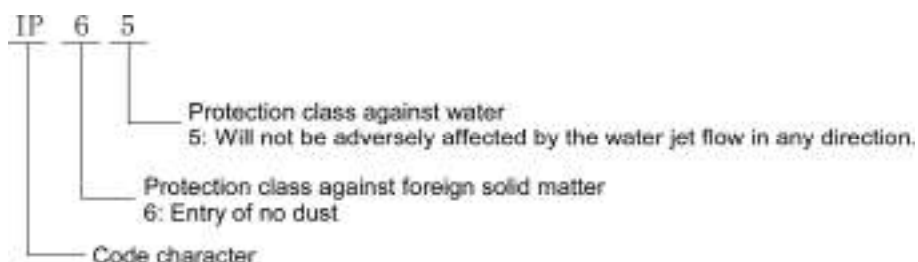 IP 6 5
Protection class against water
5: Will not be adversely affected by the water jet flow in any direction.
Protection class against foreign solid matter
6: Entry of no dust
Code character